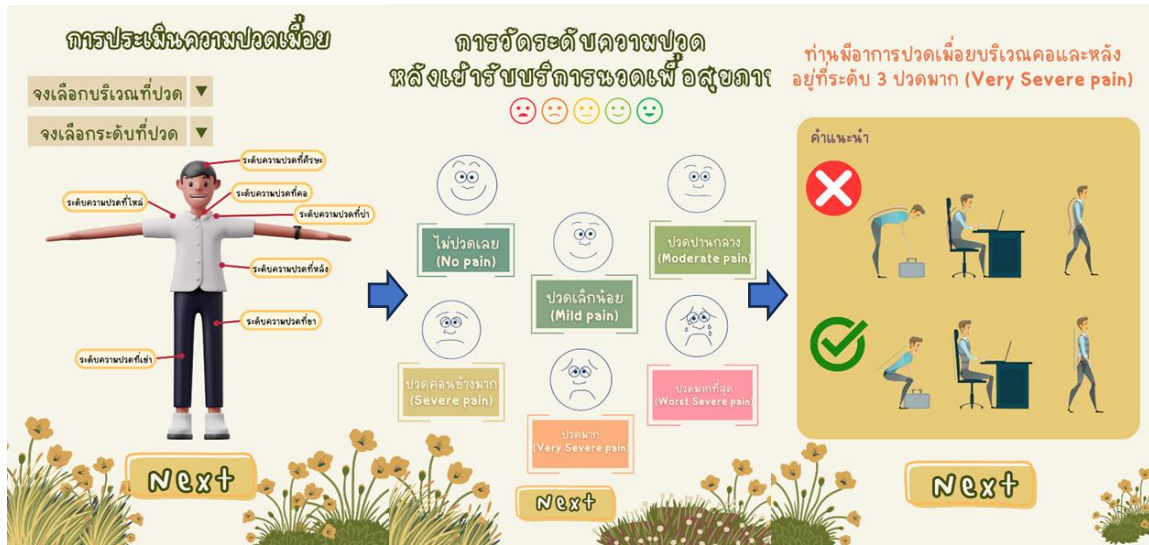 การประเมินความปวดเมื่อย
จงเลือกบริเวณที่ปวด
จงเลือกระดับที่ปวด
ระดับความปวดที่ศีรษะ
ระดับความปวดที่คอ
ระดับความปวดที่ไหล่
ระดับความปวดที่บ่า
ระดับความปวดที่หลัง
ระดับความปวดที่ขา
ระดับความปวดที่เข่า
Next
การวัดระดับความปวด
หลังเข้ารับบริการนวดเพื่อสุขภาพ
ไม่ปวดเลย
(No pain)
ปวดปานกลาง
(Moderate pain)
ปวดเล็กน้อย
(Mild pain)
ปวดค่อนข้างมาก
(Severe pain)
ปวดมากที่สุด
(Worst Severe pain)
ปวดมาก
(Very Severe pain)
Next
ท่านมีอาการปวดเมื่อยบริเวณคอและหลัง
อยู่ที่ระดับ 3 ปวดมาก (Very Severe pain)
คำแนะนำ
Next